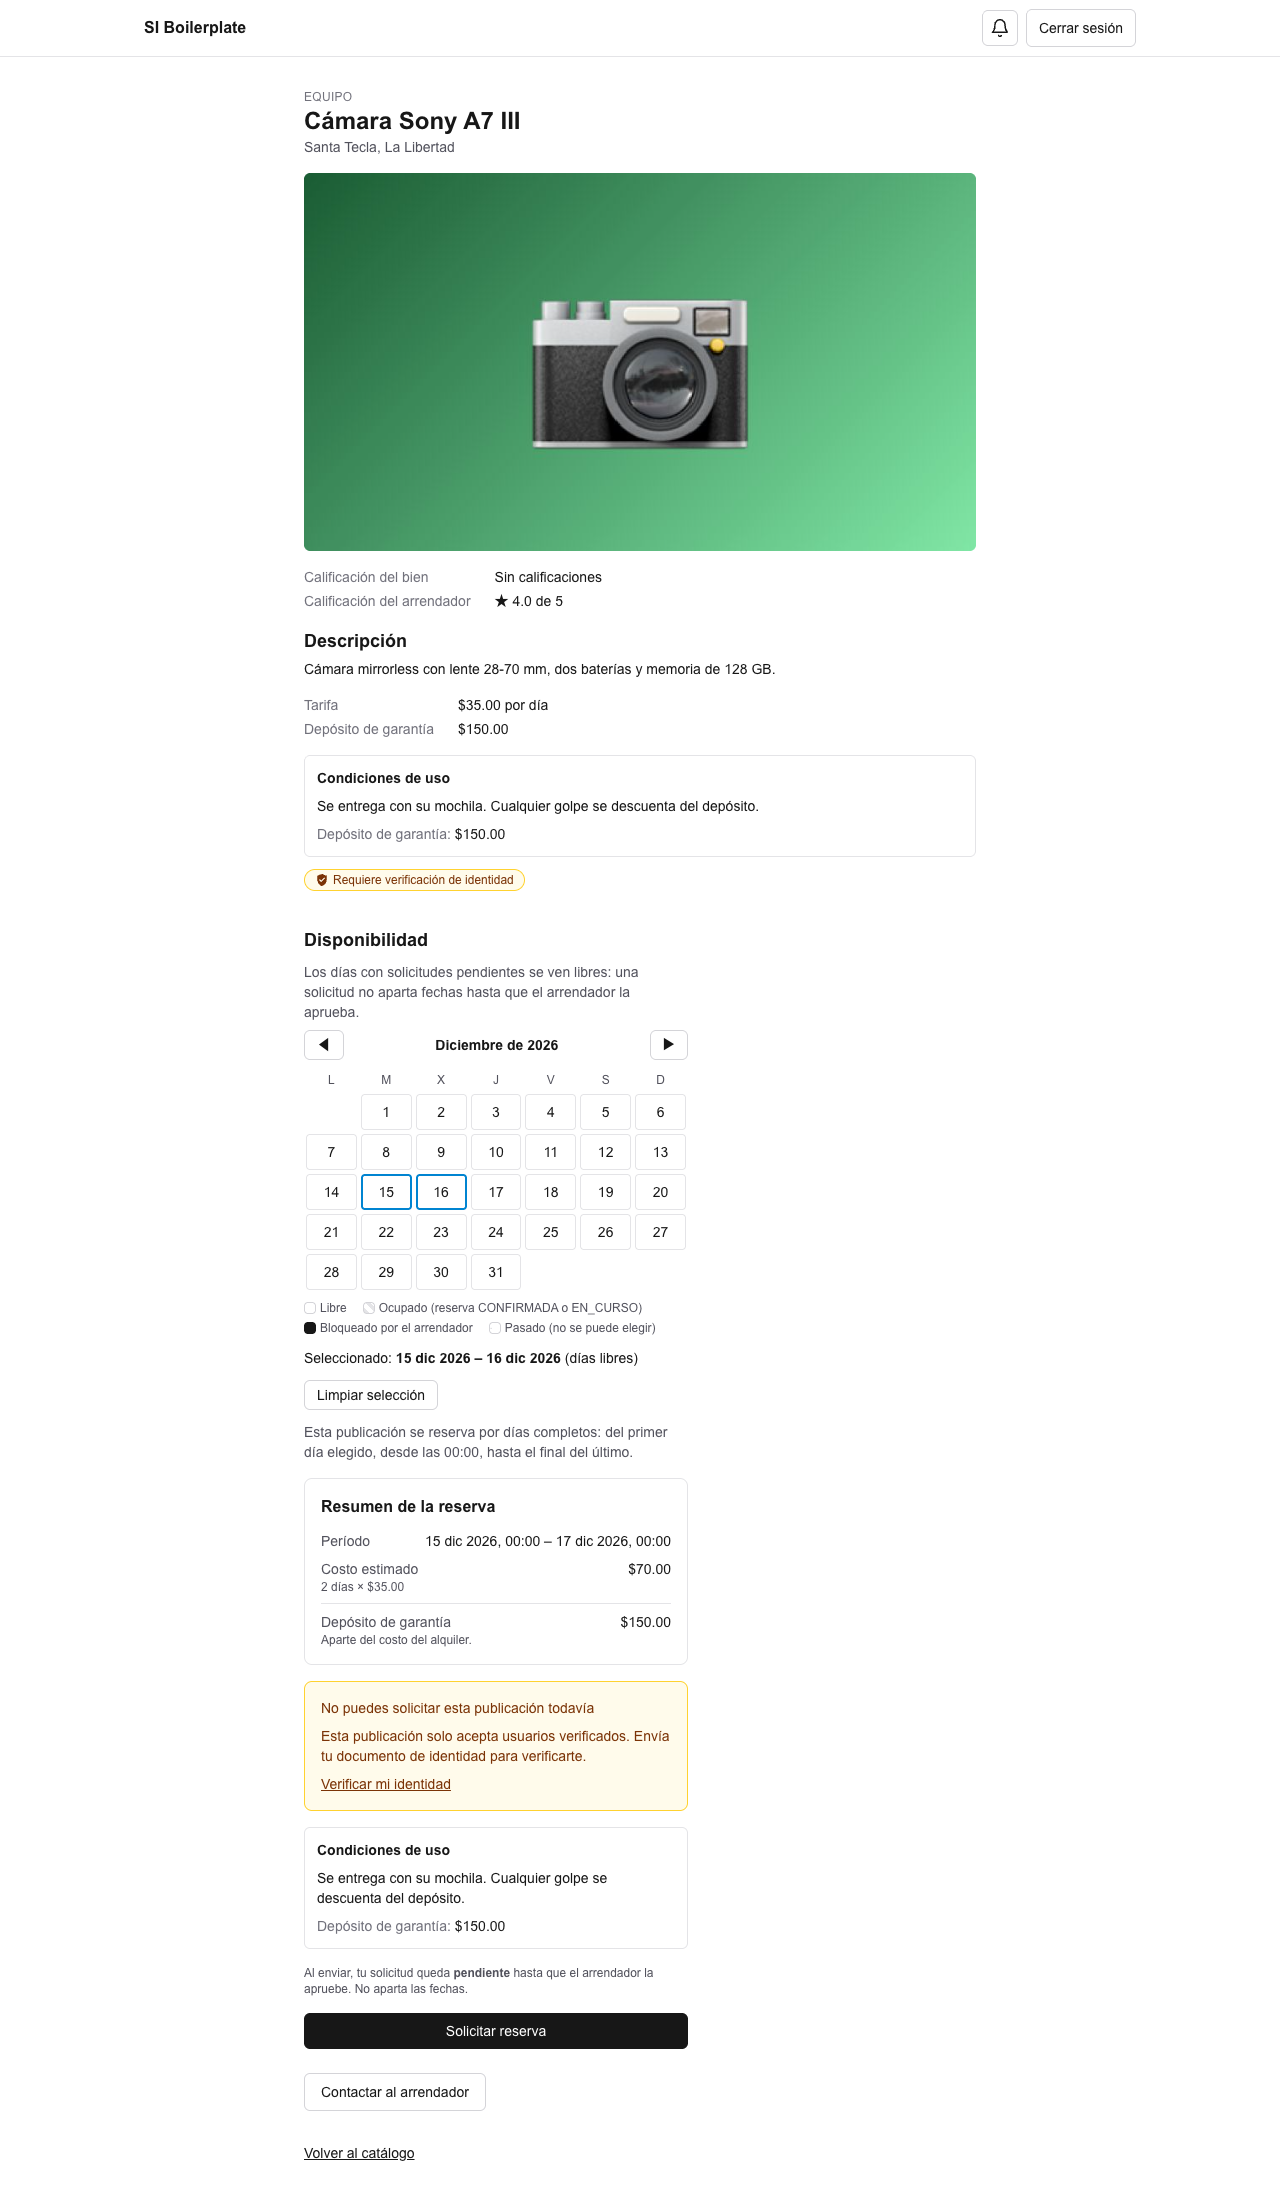 SI Boilerplate
Cerrar sesión
EQUIPO
Cámara Sony A7 III
Santa Tecla, La Libertad
Calificación del bien Sin calificaciones
Calificación del arrendador ★ 4.0 de 5
Descripción
Cámara mirrorless con lente 28-70 mm, dos baterías y memoria de 128 GB.
Tarifa $35.00 por día
Depósito de garantía $150.00
Condiciones de uso
Se entrega con su mochila. Cualquier golpe se descuenta del depósito.
Depósito de garantía: $150.00
Requiere verificación de identidad
Disponibilidad
Los días con solicitudes pendientes se ven libres: una
solicitud no aparta fechas hasta que el arrendador la
aprueba.
◀ Diciembre de 2026 ▶
L M X J V S D
1 2 3 4 5 6
7 8 9 10 11 12 13
14 15 16 17 18 19 20
21 22 23 24 25 26 27
28 29 30 31
Libre Ocupado (reserva CONFIRMADA o EN_CURSO)
Bloqueado por el arrendador Pasado (no se puede elegir)
Seleccionado: 15 dic 2026 – 16 dic 2026 (días libres)
Limpiar selección
Esta publicación se reserva por días completos: del primer
día elegido, desde las 00:00, hasta el final del último.
Resumen de la reserva
Período 15 dic 2026, 00:00 – 17 dic 2026, 00:00
Costo estimado $70.00
2 días × $35.00
Depósito de garantía $150.00
Aparte del costo del alquiler.
No puedes solicitar esta publicación todavía
Esta publicación solo acepta usuarios verificados. Envía
tu documento de identidad para verificarte.
Verificar mi identidad
Condiciones de uso
Se entrega con su mochila. Cualquier golpe se
descuenta del depósito.
Depósito de garantía: $150.00
Al enviar, tu solicitud queda pendiente hasta que el arrendador la
apruebe. No aparta las fechas.
Solicitar reserva
Contactar al arrendador
Volver al catálogo